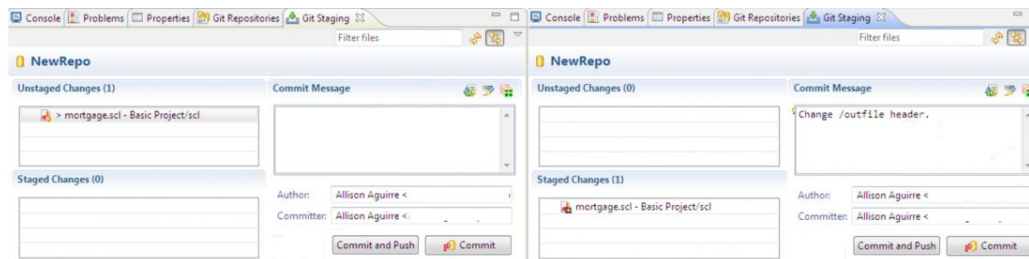 Console Problems Properties Git Repositories Git Staging
Filter files
NewRepo
Unstaged Changes (1)
Commit Message
> mortgage.scl - Basic Project/scl
Staged Changes (0)
Author: Allison Aguirre <
Committer: Allison Aguirre <
Commit and Push Commit
Console Problems Properties Git Repositories Git Staging
Filter files
NewRepo
Unstaged Changes (0)
Commit Message
Change /outfile header.
Staged Changes (1)
mortgage.scl - Basic Project/scl
Author: Allison Aguirre <
Committer: Allison Aguirre <
Commit and Push Commit